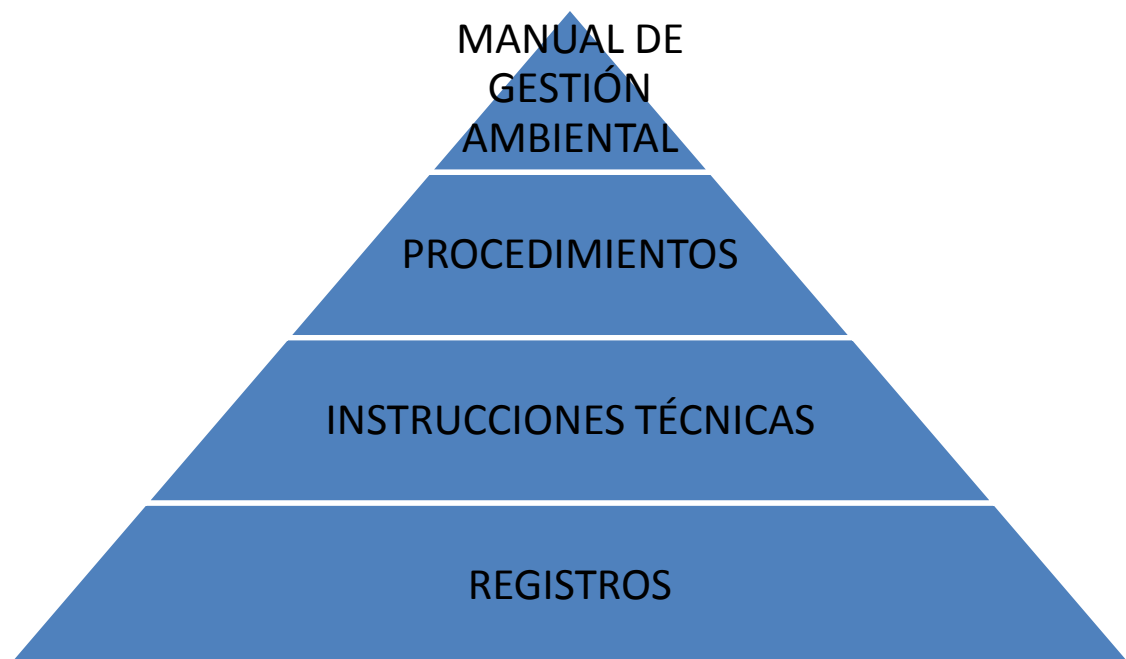 MANUAL DE
GESTIÓN
AMBIENTAL
PROCEDIMIENTOS
INSTRUCCIONES TÉCNICAS
REGISTROS